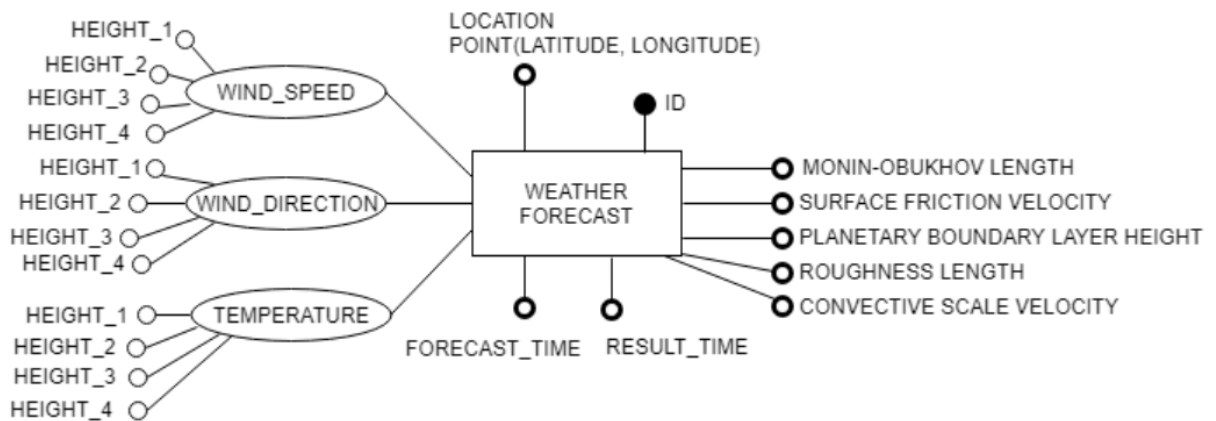 LOCATION
POINT(LATITUDE, LONGITUDE)
ID
HEIGHT_1
HEIGHT_2
HEIGHT_3
HEIGHT_4
WIND_SPEED
HEIGHT_1
HEIGHT_2
HEIGHT_3
HEIGHT_4
WIND_DIRECTION
HEIGHT_1
HEIGHT_2
HEIGHT_3
HEIGHT_4
TEMPERATURE
WEATHER
FORECAST
MONIN-OBUKHOV LENGTH
SURFACE FRICTION VELOCITY
PLANETARY BOUNDARY LAYER HEIGHT
ROUGHNESS LENGTH
CONVECTIVE SCALE VELOCITY
FORECAST_TIME
RESULT_TIME